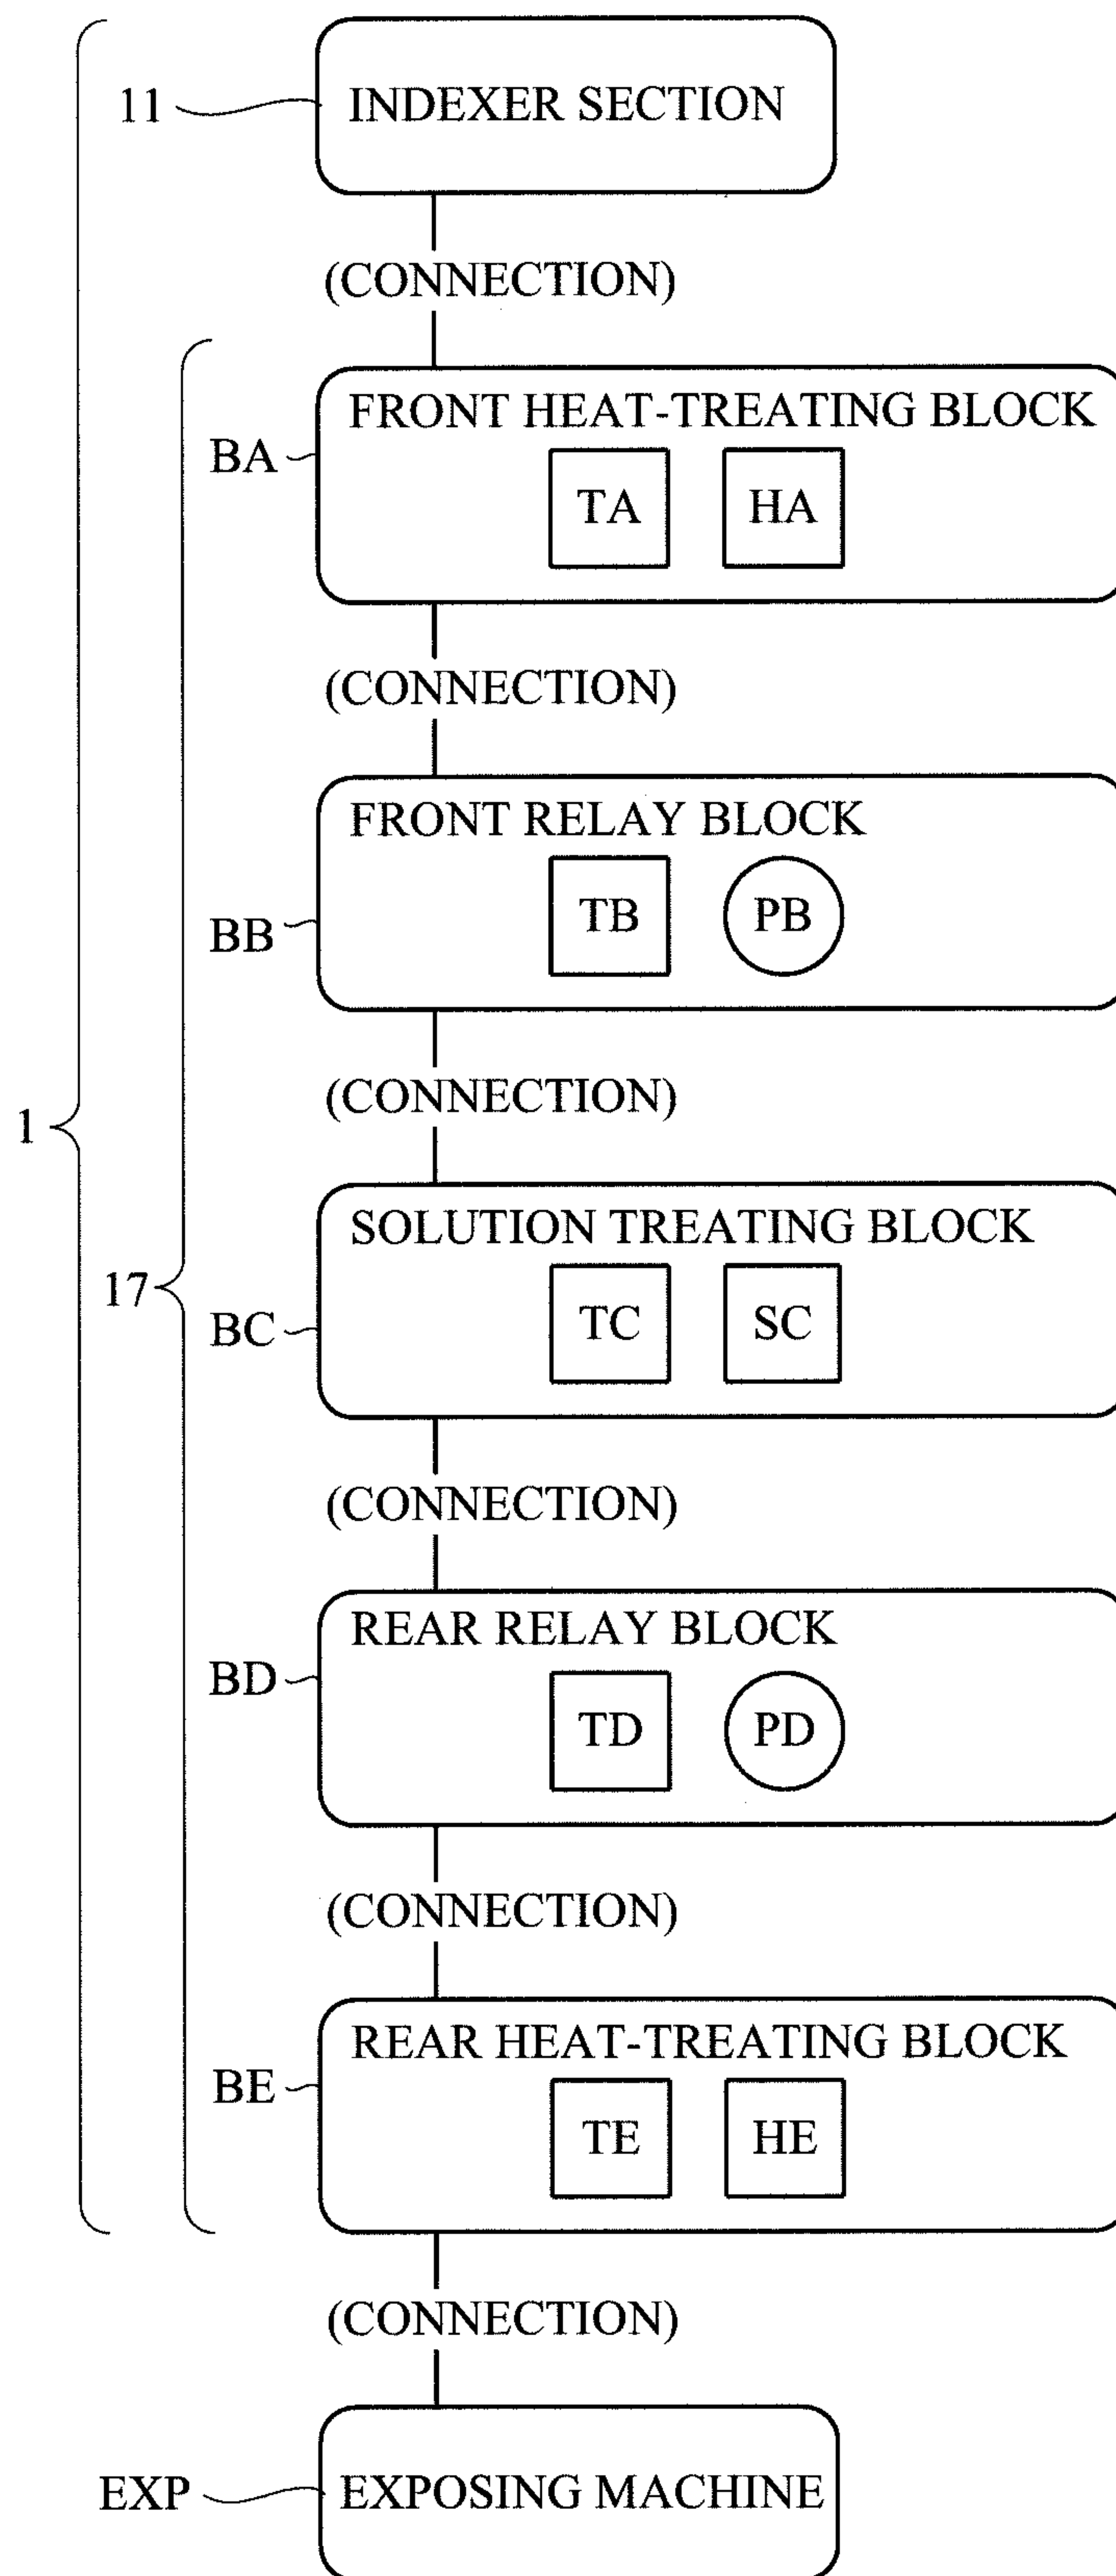 11 INDEXER SECTION
(CONNECTION)
FRONT HEAT-TREATING BLOCK
BA
TA HA
(CONNECTION)
FRONT RELAY BLOCK
BB
TB PB
(CONNECTION)
1
SOLUTION TREATING BLOCK
17
BC
TC SC
(CONNECTION)
REAR RELAY BLOCK
BD
TD PD
(CONNECTION)
REAR HEAT-TREATING BLOCK
BE
TE HE
(CONNECTION)
EXP EXPOSING MACHINE